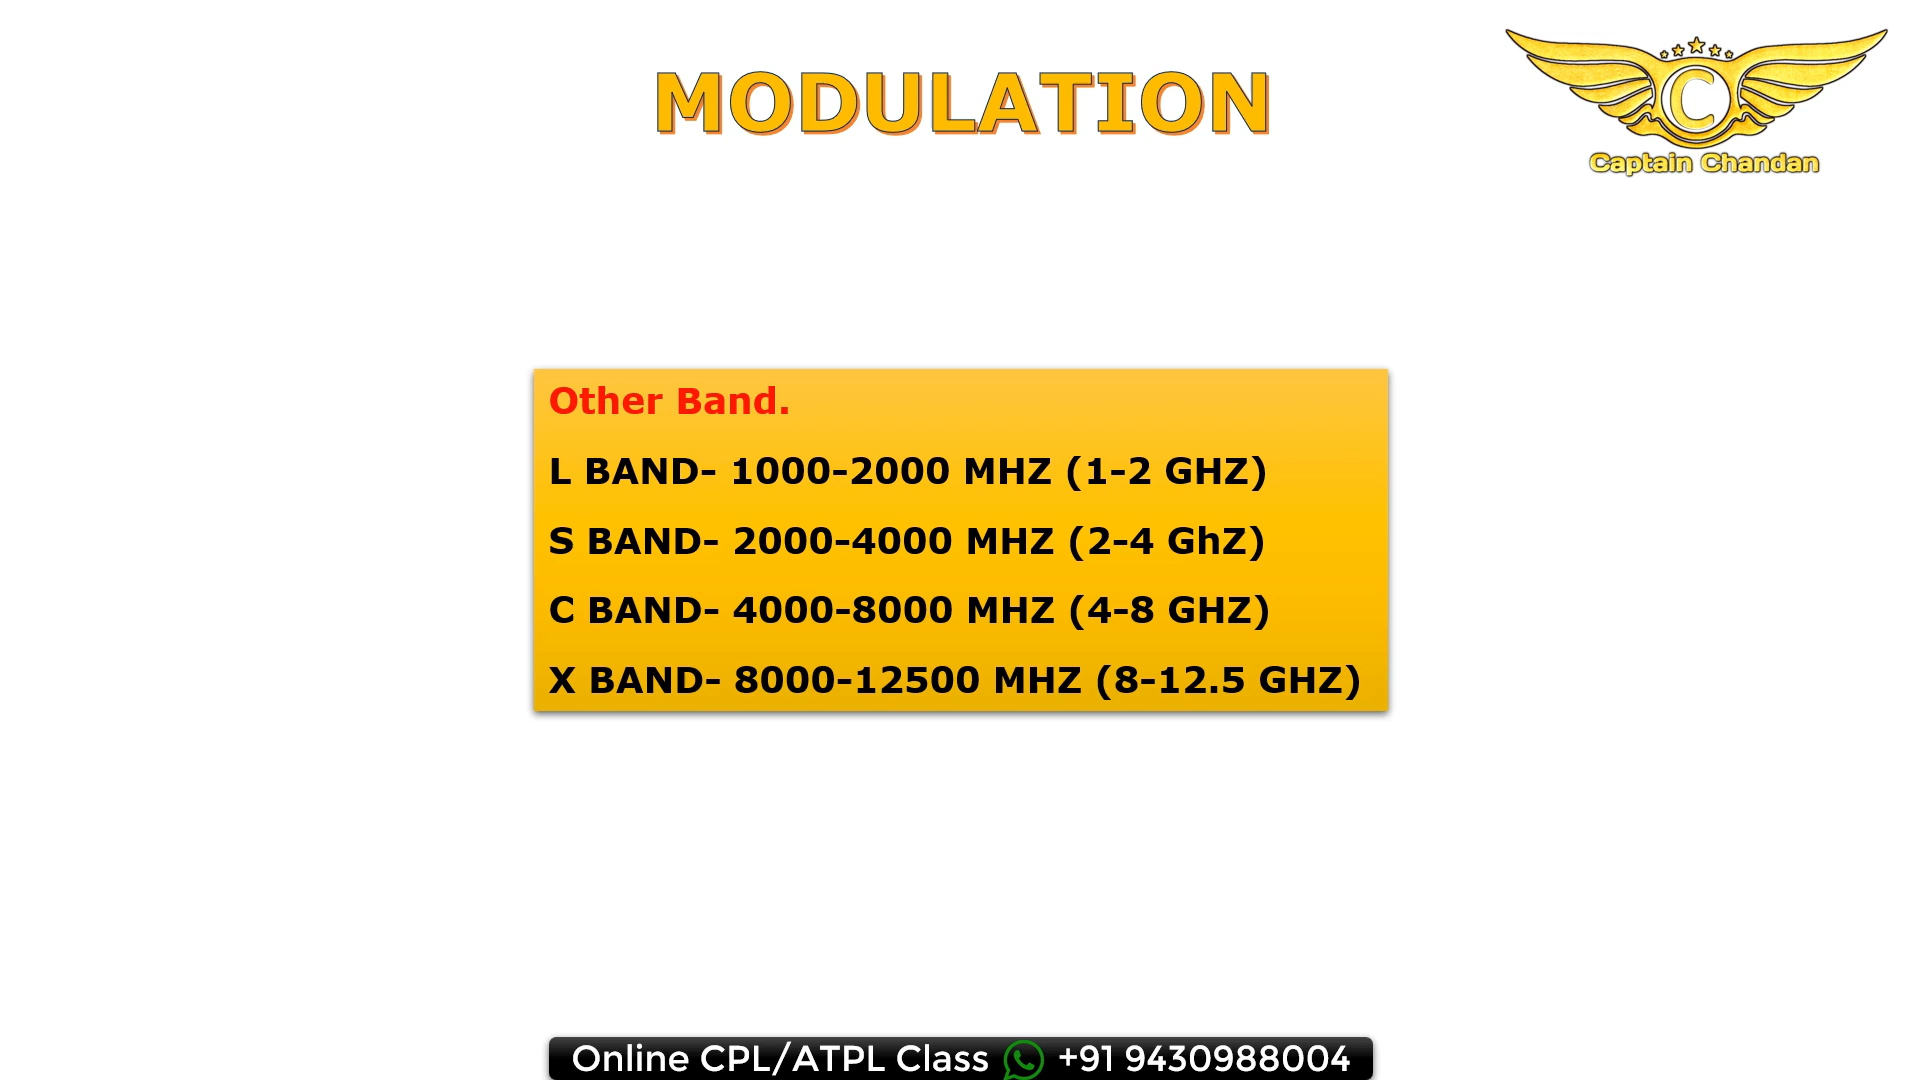 MODULATION
C
Captain Chandan
Other Band.
L BAND- 1000-2000 MHZ (1-2 GHZ)
S BAND- 2000-4000 MHZ (2-4 GhZ)
C BAND- 4000-8000 MHZ (4-8 GHZ)
X BAND- 8000-12500 MHZ (8-12.5 GHZ)
Online CPL/ATPL Class +91 9430988004